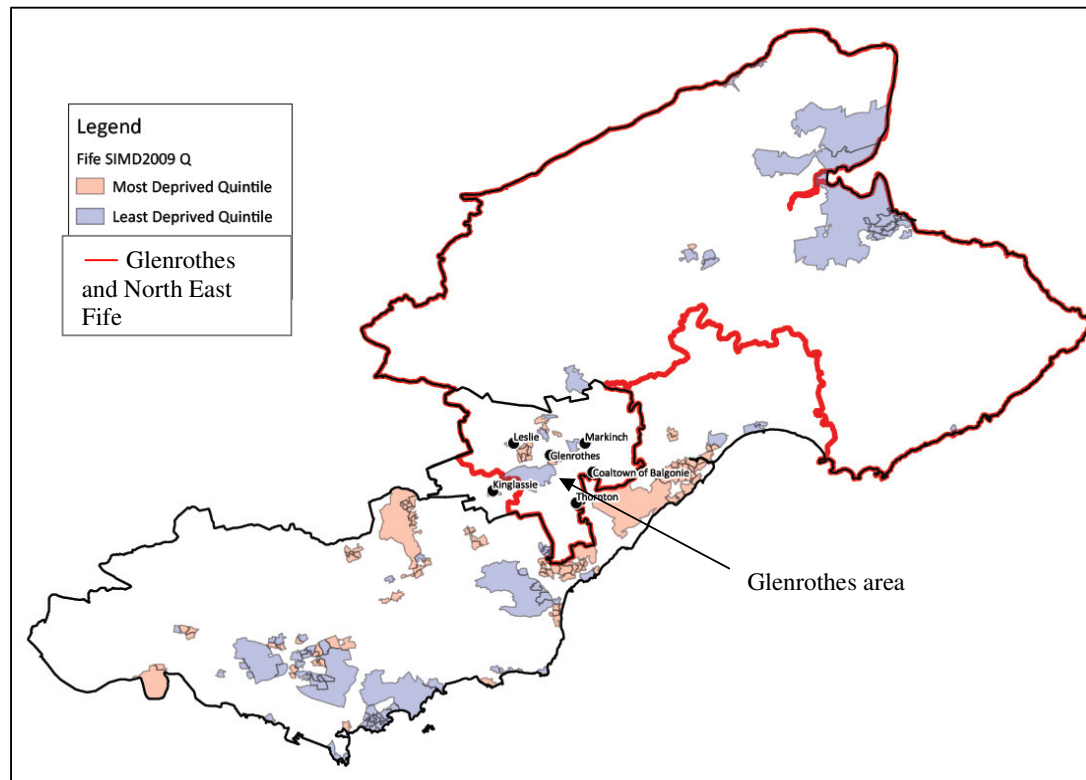 Legend
Fife SIMD2009 Q
Most Deprived Quintile
Least Deprived Quintile
Glenrothes
and North East
Fife
Leslie
Markinch
Glenrothes
Coaltown of Balgonie
Kinglassie
Thornton
Glenrothes area